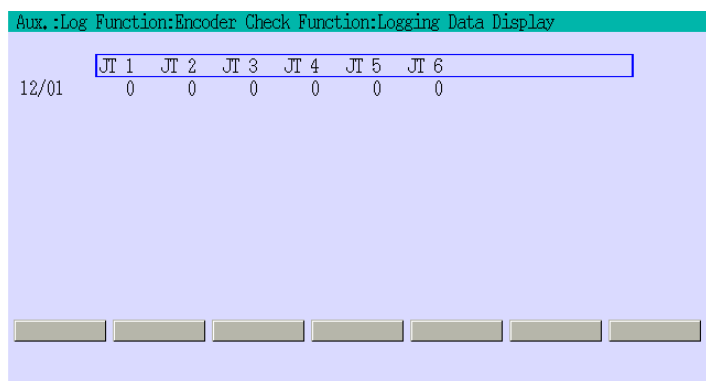 Aux.:Log Function:Encoder Check Function:Logging Data Display
JT 1 JT 2 JT 3 JT 4 JT 5 JT 6
12/01 0 0 0 0 0 0